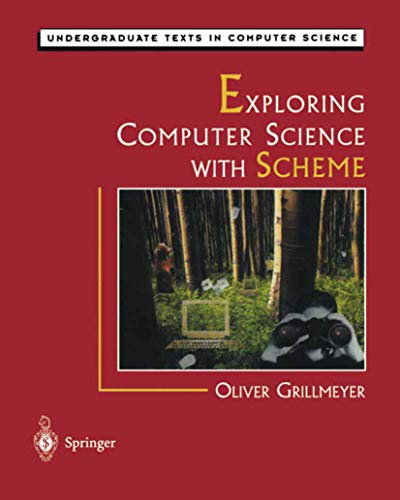 UNDERGRADUATE TEXTS IN COMPUTER SCIENCE
EXPLORING
COMPUTER SCIENCE
WITH SCHEME
OLIVER GRILLMEYER
Springer